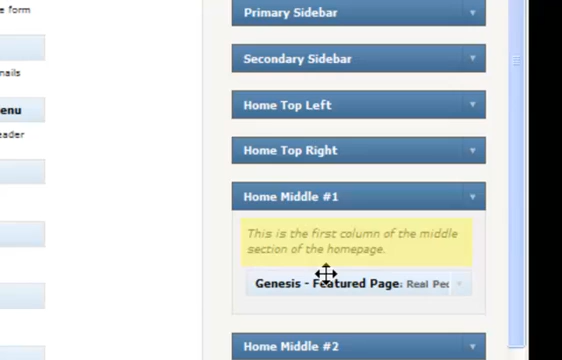 e form
Primary Sidebar
Secondary Sidebar
nails
enu
Home Top Left
eader
Home Top Right
Home Middle #1
This is the first column of the middle
section of the homepage.
Genesis - Featured Page: Real Pec
Home Middle #2